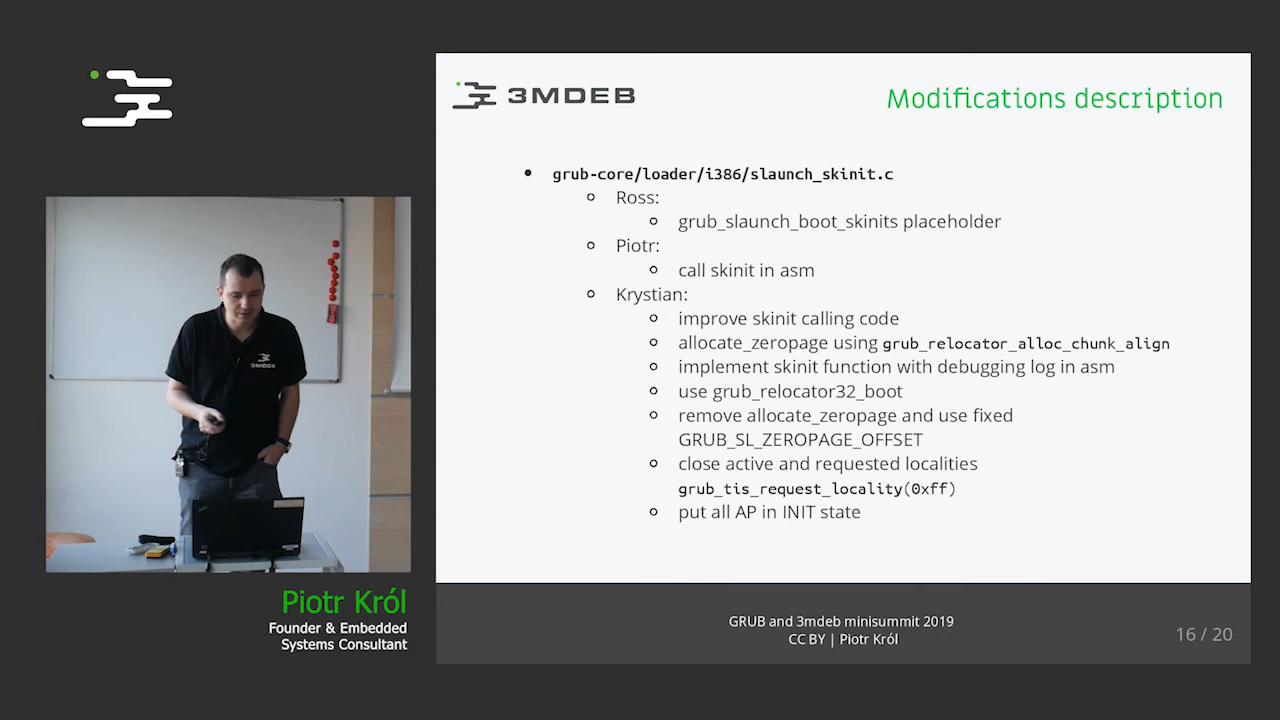 3MDEB
Modifications description
grub-core/loader/i386/slaunch_skinit.c
Ross:
grub_slaunch_boot_skinits placeholder
Piotr:
call skinit in asm
Krystian:
improve skinit calling code
allocate_zeropage using grub_relocator_alloc_chunk_align
implement skinit function with debugging log in asm
use grub_relocator32_boot
remove allocate_zeropage and use fixed
GRUB_SL_ZEROPAGE_OFFSET
close active and requested localities
grub_tis_request_locality(0xff)
put all AP in INIT state
3MDEB
Piotr Król
Founder & Embedded
Systems Consultant
GRUB and 3mdeb minisummit 2019
CC BY | Piotr Król
16 / 20